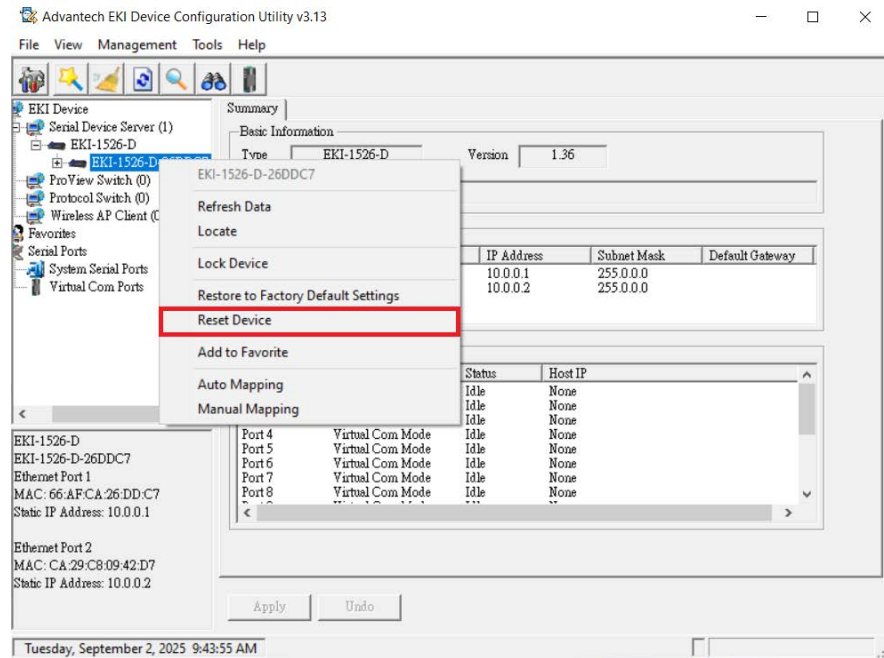 Advantech EKI Device Configuration Utility v3.13
File View Management Tools Help
EKI Device
Serial Device Server (1)
EKI-1526-D
EKI-1526-D-26DDC7
ProView Switch (0)
Protocol Switch (0)
Wireless AP Client (0
Favorites
Serial Ports
System Serial Ports
Virtual Com Ports
EKI-1526-D-26DDC7
Refresh Data
Locate
Lock Device
Restore to Factory Default Settings
Reset Device
Add to Favorite
Auto Mapping
Manual Mapping
Summary
Basic Information
Type EKI-1526-D Version 1.36
IP Address Subnet Mask Default Gateway
10.0.0.1 255.0.0.0
10.0.0.2 255.0.0.0
Status Host IP
Idle None
Idle None
Idle None
Port 4 Virtual Com Mode Idle None
Port 5 Virtual Com Mode Idle None
Port 6 Virtual Com Mode Idle None
Port 7 Virtual Com Mode Idle None
Port 8 Virtual Com Mode Idle None
EKI-1526-D
EKI-1526-D-26DDC7
Ethernet Port 1
MAC: 66:AF:CA:26:DD:C7
Static IP Address: 10.0.0.1
Ethernet Port 2
MAC: CA:29:C8:09:42:D7
Static IP Address: 10.0.0.2
Apply Undo
Tuesday, September 2, 2025 9:43:55 AM